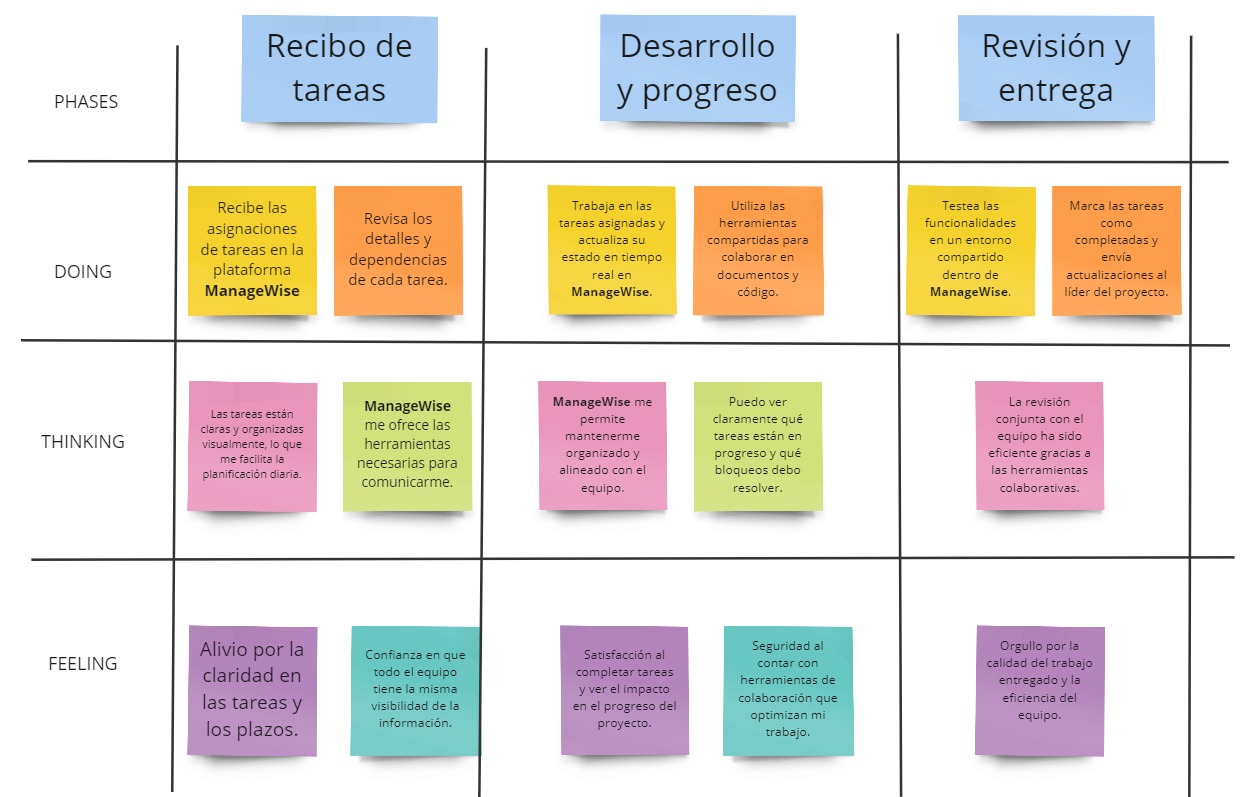 PHASES
Recibo de
tareas
Desarrollo
y progreso
Revisión y
entrega
DOING
Recibe las
asignaciones
de tareas en la
plataforma
ManageWise
Revisa los
detalles y
dependencias
de cada tarea.
Trabaja en las
tareas asignadas y
actualiza su
estado en tiempo
real en
ManageWise.
Utiliza las
herramientas
compartidas para
colaborar en
documentos y
código.
Testea las
funcionalidades
en un entorno
compartido
dentro de
ManageWise.
Marca las tareas
como
completadas y
envía
actualizaciones al
líder del proyecto.
THINKING
Las tareas están
claras y organizadas
visualmente, lo que
me facilita la
planificación diaria.
ManageWise
me ofrece las
herramientas
necesarias para
comunicarme.
ManageWise me
permite
mantenerme
organizado y
alineado con el
equipo.
Puedo ver
claramente qué
tareas están en
progreso y qué
bloqueos debo
resolver.
La revisión
conjunta con el
equipo ha sido
eficiente gracias a
las herramientas
colaborativas.
FEELING
Alivio por la
claridad en
las tareas y
los plazos.
Confianza en que
todo el equipo
tiene la misma
visibilidad de la
información.
Satisfacción al
completar tareas
y ver el impacto
en el progreso del
proyecto.
Seguridad al
contar con
herramientas de
colaboración que
optimizan mi
trabajo.
Orgullo por la
calidad del trabajo
entregado y la
eficiencia del
equipo.